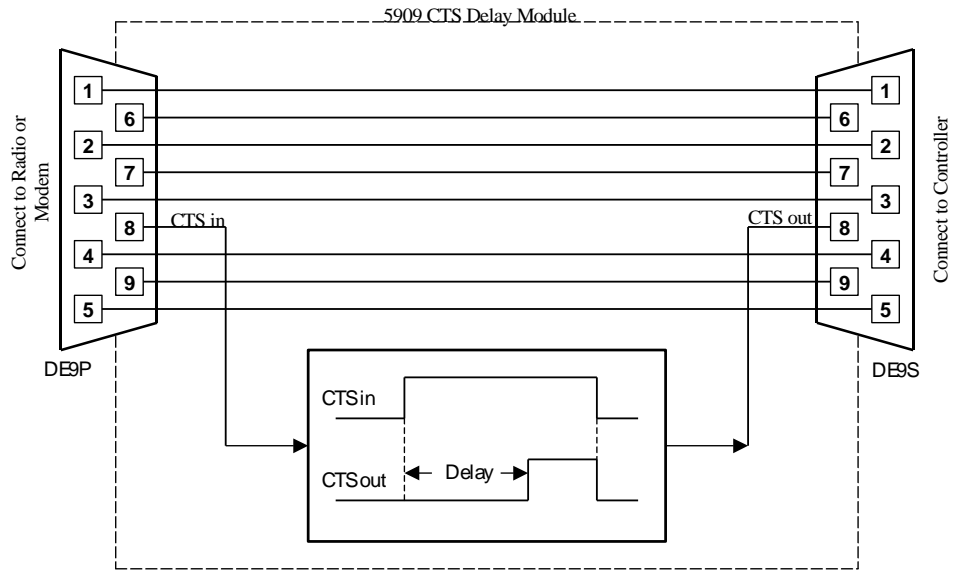 5909 CTS Delay Module
Connect to Radio or
Modem
1
6
2
7
3
8
4
9
5
CTS in
DE9P
CTS out
1
6
2
7
3
8
4
9
5
DE9S
Connect to Controller
CTSin
Delay
CTSout